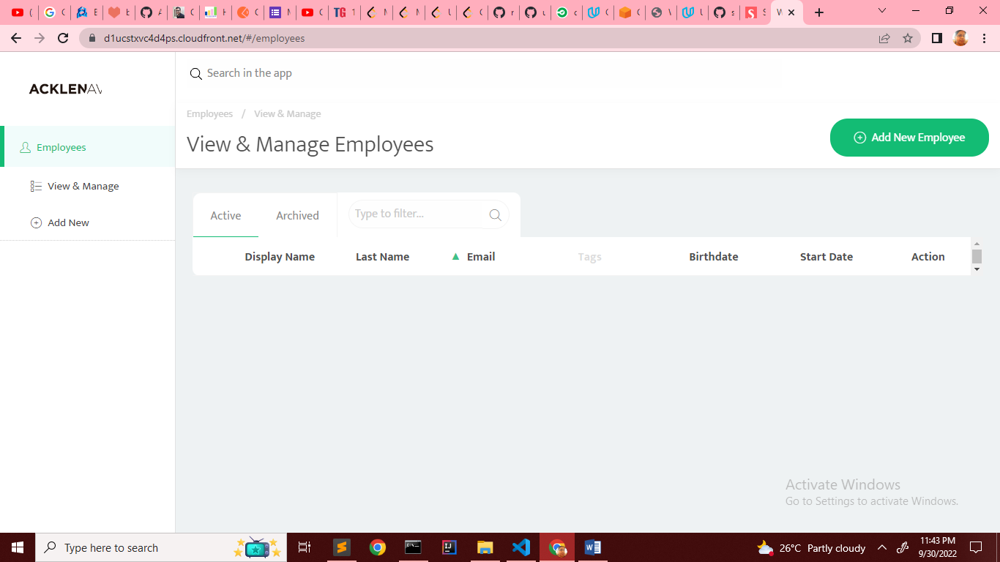 d1ucstxvc4d4ps.cloudfront.net/#/employees
ACKLENAV
Search in the app
Employees / View & Manage
View & Manage Employees
Add New Employee
Employees
View & Manage
Add New
Active
Archived
Type to filter...
Display Name
Last Name
Email
Tags
Birthdate
Start Date
Action
Activate Windows
Go to Settings to activate Windows.
Type here to search
26°C Partly cloudy
11:43 PM
9/30/2022